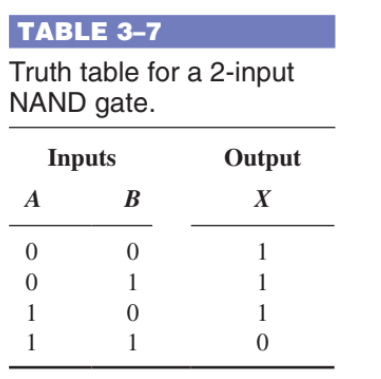 TABLE 3–7
Truth table for a 2-input
NAND gate.
Inputs Output
A B X
0 0 1
0 1 1
1 0 1
1 1 0